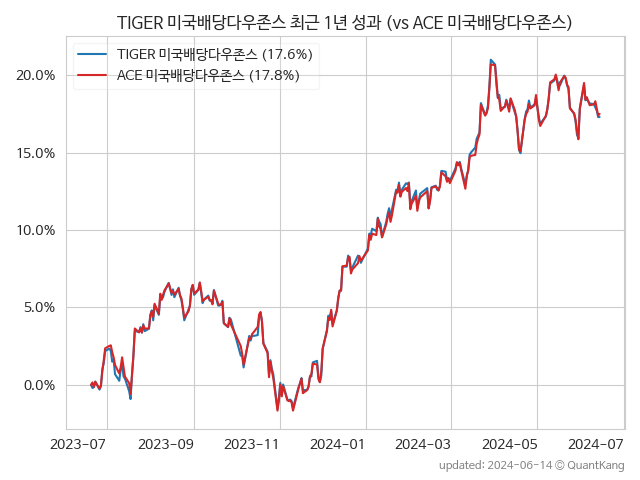 TIGER 미국배당다우존스 최근 1년 성과 (vs ACE 미국배당다우존스)
TIGER 미국배당다우존스 (17.6%)
ACE 미국배당다우존스 (17.8%)
20.0%
15.0%
10.0%
5.0%
0.0%
2023-07 2023-09 2023-11 2024-01 2024-03 2024-05 2024-07
updated: 2024-06-14 © QuantKang